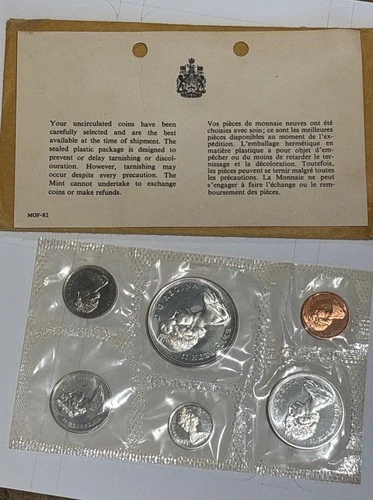 Your uncirculated coins have been
carefully selected and are the best
available at the time of shipment. The
sealed plastic package is designed to
prevent or delay tarnishing or discol-
ouration. However, tarnishing may
occur despite every precaution. The
Mint cannot undertake to exchange
coins or make refunds.
Vos pièces de monnaie neuves ont été
choisies avec soin; ce sont les meilleures
pièces disponibles au moment de l'ex-
pédition. L'emballage hermétique en
matière plastique a pour objet d'em-
pêcher ou du moins de retarder le ter-
nissage et la décoloration. Toutefois,
les pièces peuvent se ternir malgré toutes
les précautions. La Monnaie ne peut
s'engager à faire l'échange ou le rem-
boursement des pièces.
MOF-82